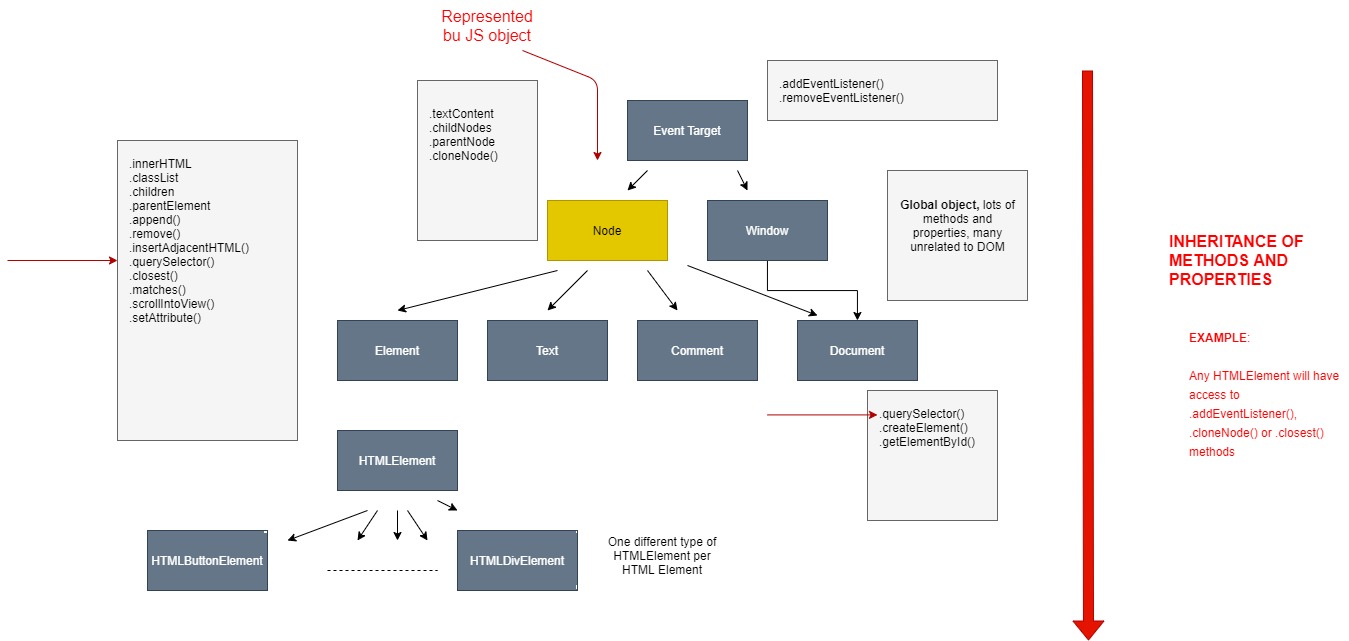 Represented
bu JS object
.addEventListener()
.removeEventListener()
.textContent
.childNodes
.parentNode
.cloneNode()
Event Target
.innerHTML
.classList
.children
.parentElement
.append()
.remove()
.insertAdjacentHTML()
.querySelector()
.closest()
.matches()
.scrollIntoView()
.setAttribute()
Node
Window
Global object, lots of
methods and
properties, many
unrelated to DOM
INHERITANCE OF
METHODS AND
PROPERTIES
EXAMPLE:
Any HTMLElement will have
access to
.addEventListener(),
.cloneNode() or .closest()
methods
Element
Text
Comment
Document
.querySelector()
.createElement()
.getElementById()
HTMLElement
HTMLButtonElement
HTMLDivElement
One different type of
HTMLElement per
HTML Element